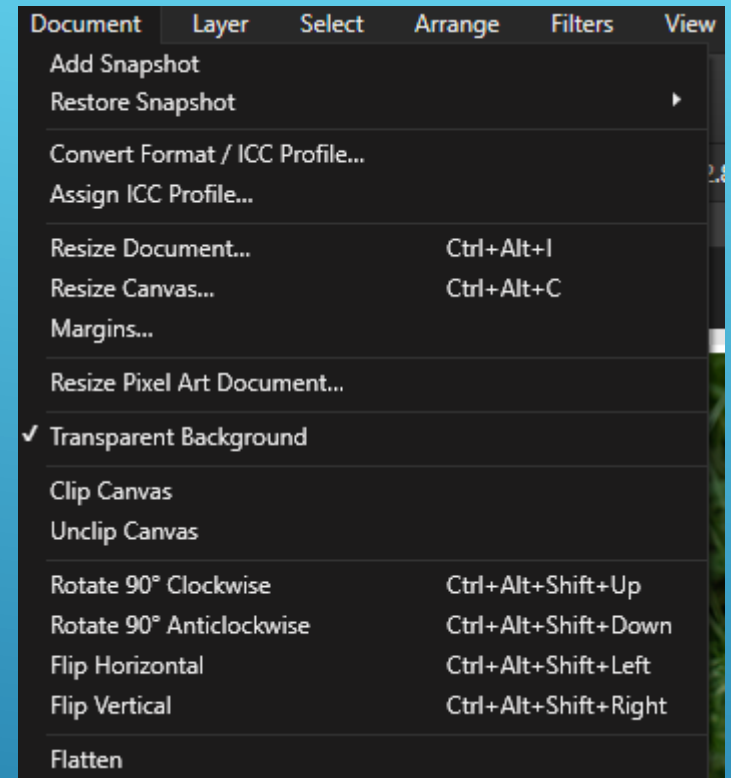 Document Layer Select Arrange Filters View
Add Snapshot
Restore Snapshot
Convert Format / ICC Profile...
Assign ICC Profile...
Resize Document... Ctrl+Alt+I
Resize Canvas... Ctrl+Alt+C
Margins...
Resize Pixel Art Document...
Transparent Background
Clip Canvas
Unclip Canvas
Rotate 90° Clockwise Ctrl+Alt+Shift+Up
Rotate 90° Anticlockwise Ctrl+Alt+Shift+Down
Flip Horizontal Ctrl+Alt+Shift+Left
Flip Vertical Ctrl+Alt+Shift+Right
Flatten